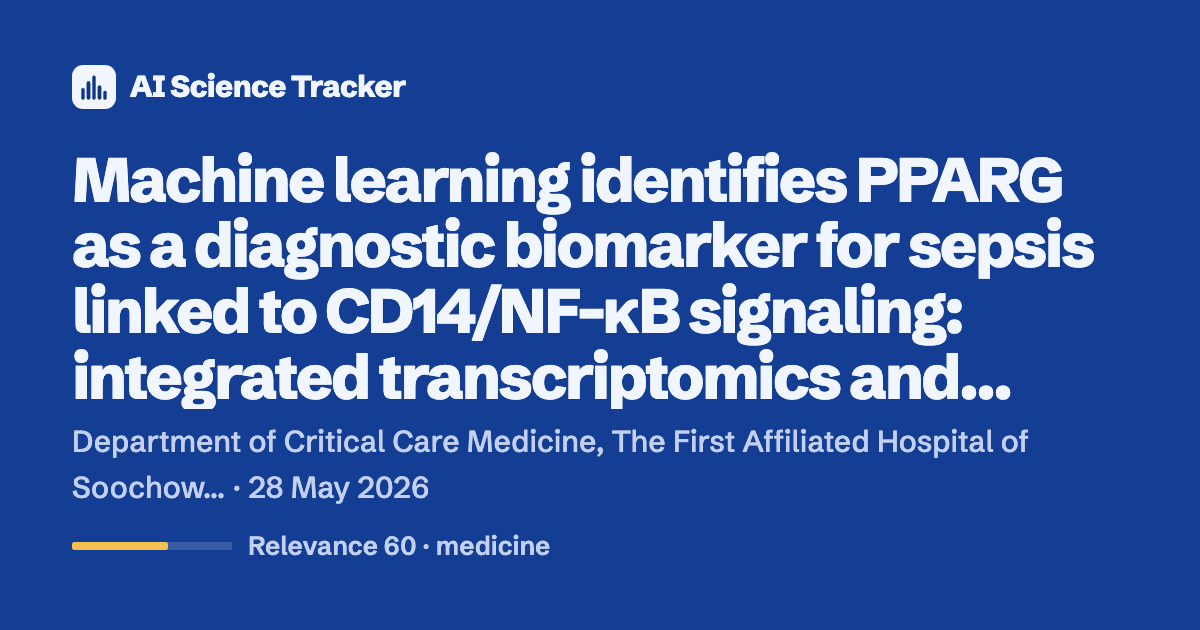 AI Science Tracker
Machine learning identifies PPARG
as a diagnostic biomarker for sepsis
linked to CD14/NF-κB signaling:
integrated transcriptomics and...
Department of Critical Care Medicine, The First Affiliated Hospital of
Soochow... · 28 May 2026
Relevance 60 · medicine